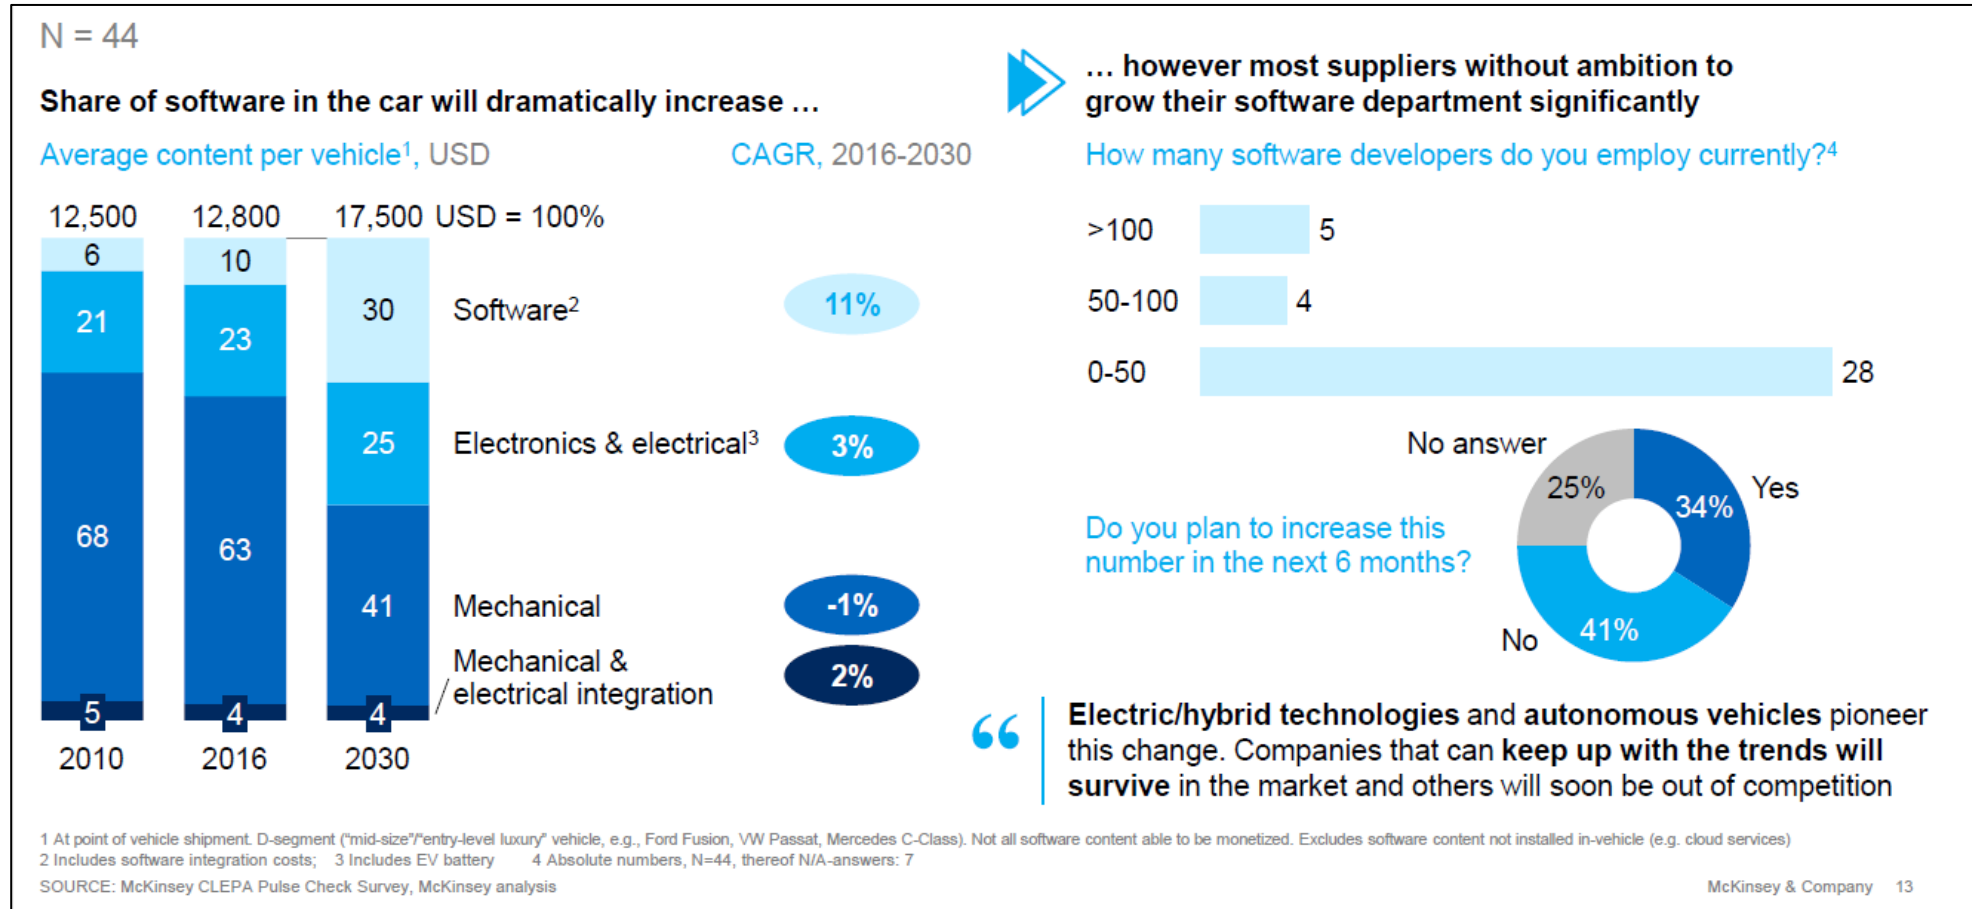 N = 44
Share of software in the car will dramatically increase …
Average content per vehicle¹, USD
CAGR, 2016-2030
12,500
12,800
17,500 USD = 100%
6
10
30
Software²
11%
21
23
25
Electronics & electrical³
3%
68
63
41
Mechanical
-1%
5
4
4
Mechanical &
electrical integration
2%
2010
2016
2030
… however most suppliers without ambition to
grow their software department significantly
How many software developers do you employ currently?⁴
>100
5
50-100
4
0-50
28
Do you plan to increase this
number in the next 6 months?
No answer
25%
34%
Yes
No
41%
“
Electric/hybrid technologies and autonomous vehicles pioneer
this change. Companies that can keep up with the trends will
survive in the market and others will soon be out of competition
1 At point of vehicle shipment. D-segment ("mid-size"/"entry-level luxury" vehicle, e.g., Ford Fusion, VW Passat, Mercedes C-Class). Not all software content able to be monetized. Excludes software content not installed in-vehicle (e.g. cloud services)
2 Includes software integration costs; 3 Includes EV battery 4 Absolute numbers, N=44, thereof N/A-answers: 7
SOURCE: McKinsey CLEPA Pulse Check Survey, McKinsey analysis
McKinsey & Company 13